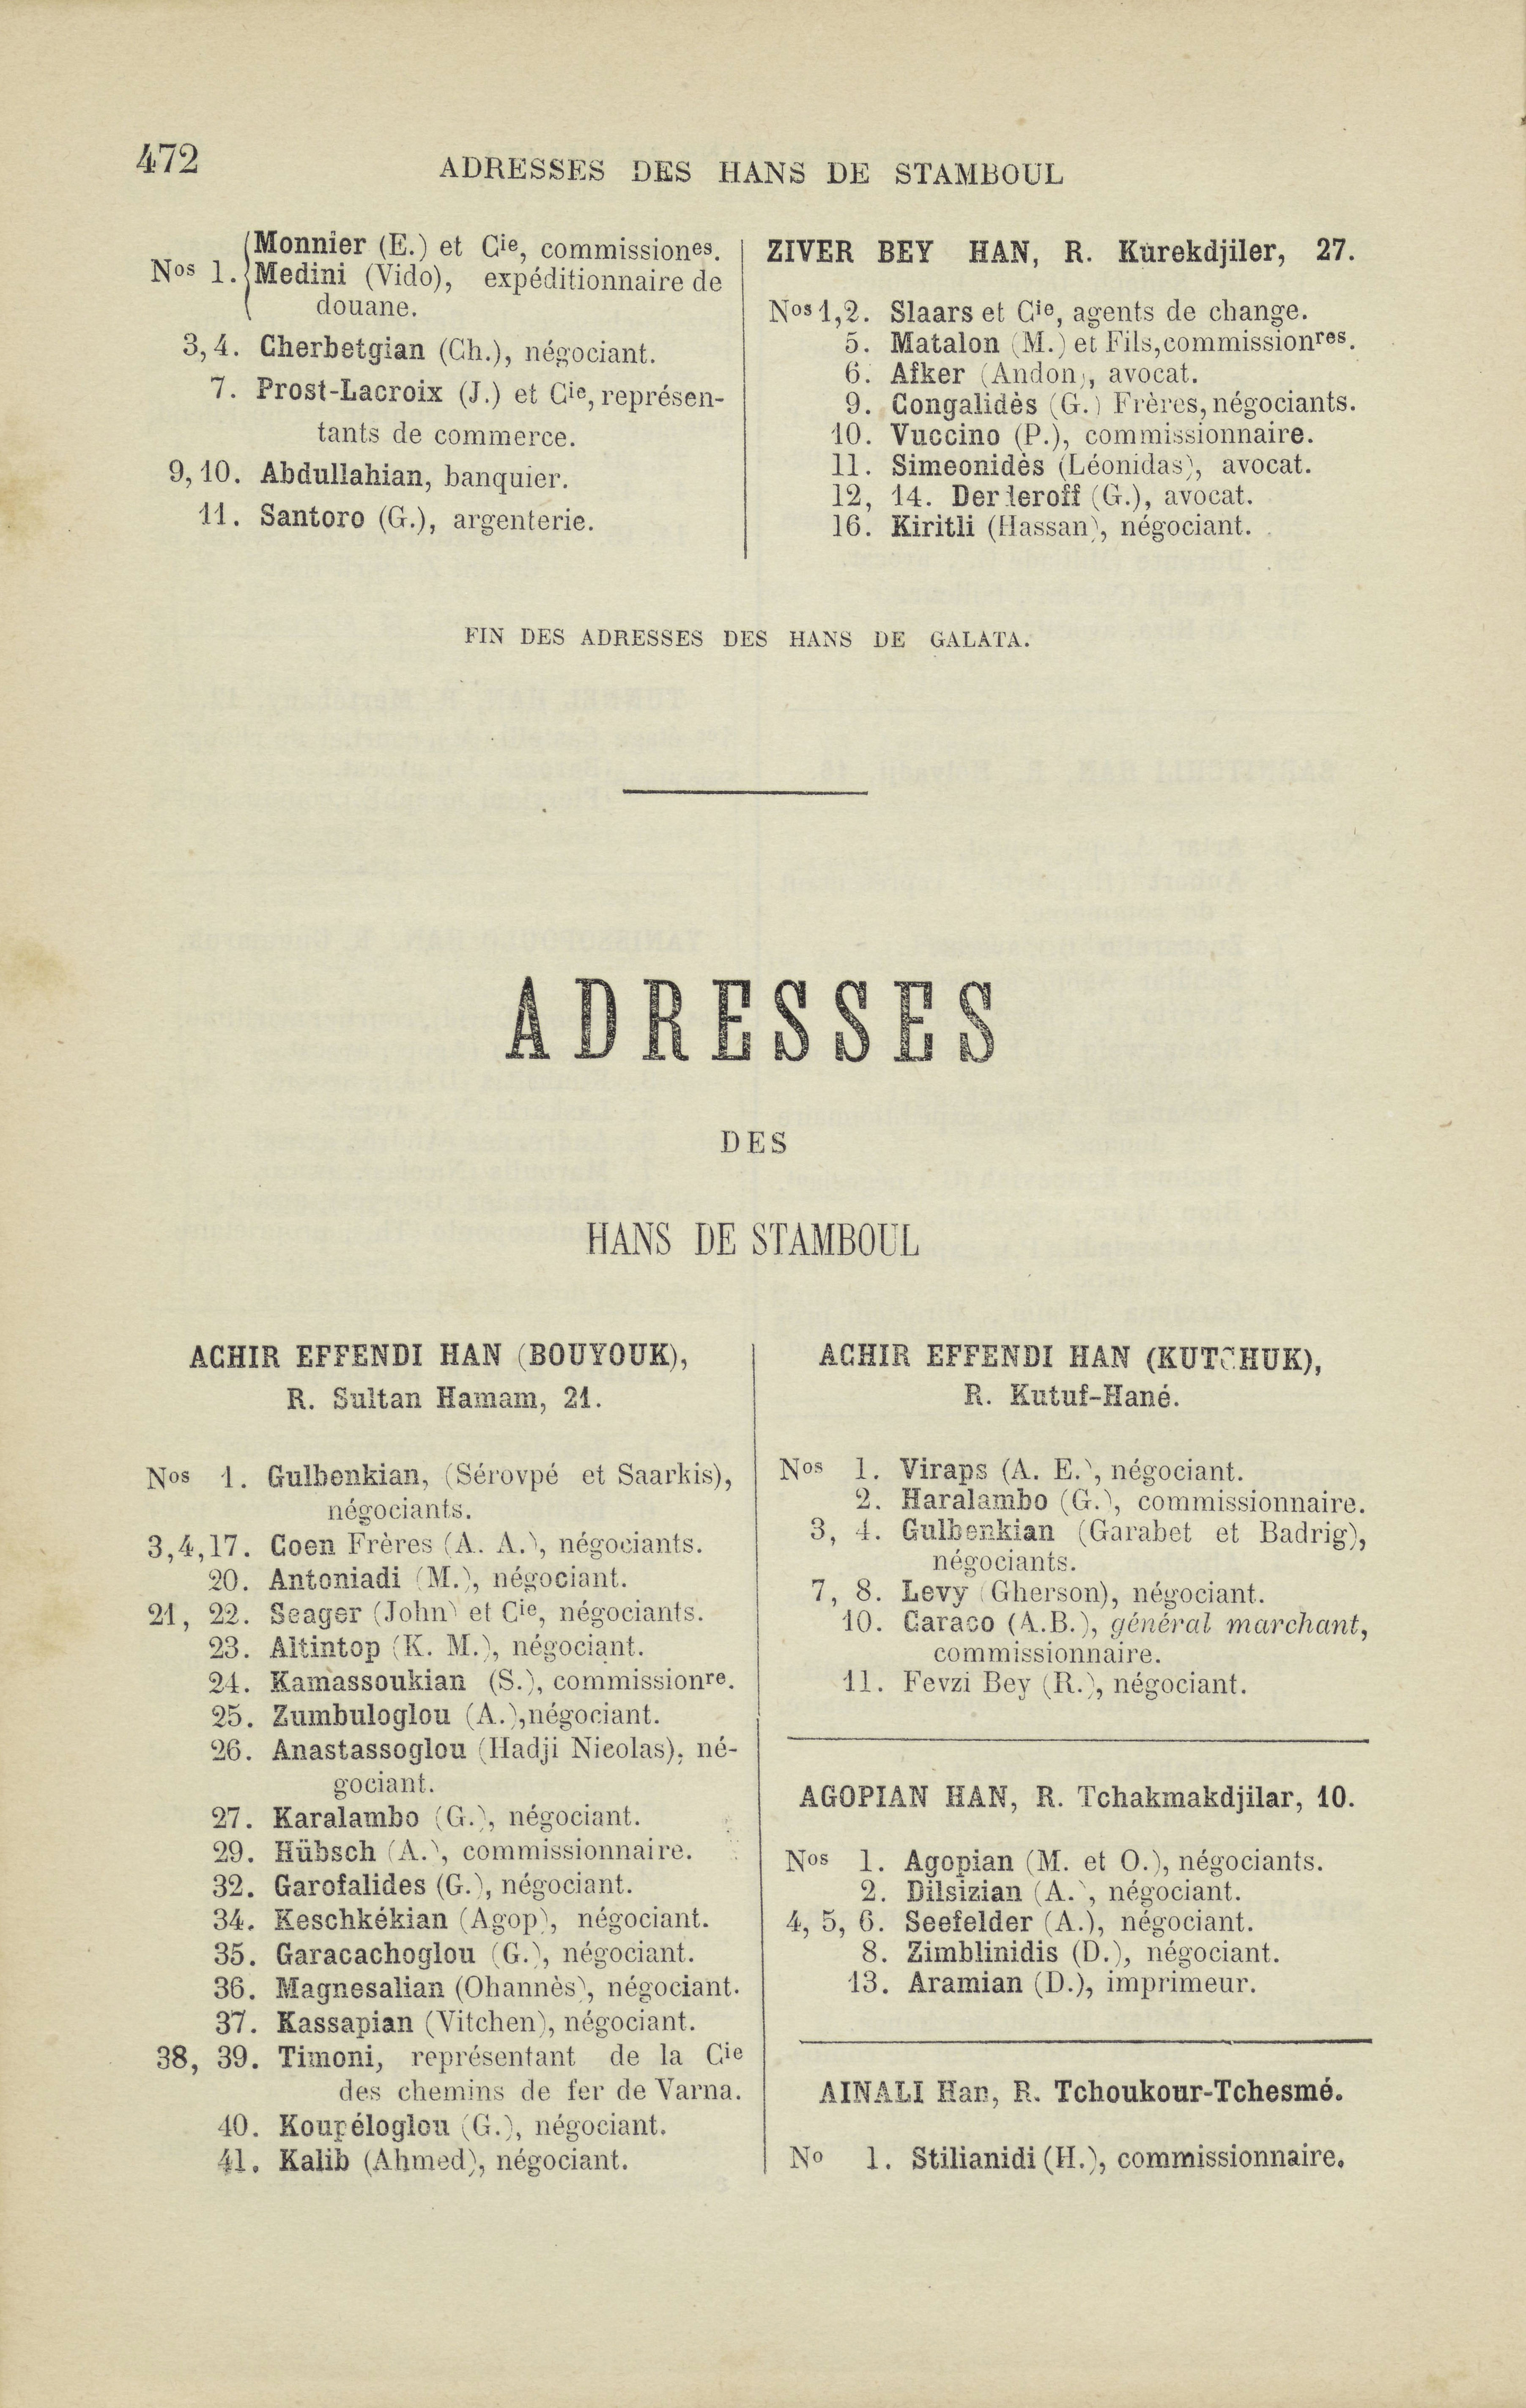 472
ADRESSES DES HANS DE STAMBOUL
Monnier (E.) et Cie, commissiones.
Nos 1. Medini (Vido), expéditionnaire de
douane.
3, 4. Cherbetgian (Ch.), négociant.
7. Prost-Lacroix (J.) et Cie, représen-
tants de commerce.
9, 10. Abdullahian, banquier.
11. Santoro (G.), argenterie.
ZIVER BEY HAN, R. Kurekdjiler, 27.
Nos 1, 2. Slaars et Cie, agents de change.
5. Matalon (M.) et Fils, commissionres.
6. Afker (Andon), avocat.
9. Congalidès (G.) Frères, négociants.
10. Vuccino (P.), commissionnaire.
11. Simeonidès (Léonidas), avocat.
12, 14. Der leroff (G.), avocat.
16. Kiritli (Hassan), négociant.
FIN DES ADRESSES DES HANS DE GALATA.
ADRESSES
DES
HANS DE STAMBOUL
ACHIR EFFENDI HAN (BOUYOUK),
R. Sultan Hamam, 21.
Nos 1. Gulbenkian, (Sérovpé et Saarkis),
négociants.
3, 4, 17. Coen Frères (A. A.), négociants.
20. Antoniadi (M.), négociant.
21, 22. Seager (John) et Cie, négociants.
23. Altintop (K. M.), négociant.
24. Kamassoukian (S.), commissionre.
25. Zumbuloglou (A.), négociant.
26. Anastassoglou (Hadji Nicolas), né-
gociant.
27. Karalambo (G.), négociant.
29. Hübsch (A.), commissionnaire.
32. Garofalides (G.), négociant.
34. Keschkékian (Agop), négociant.
35. Garacachoglou (G.), négociant.
36. Magnesalian (Ohannès), négociant.
37. Kassapian (Vitchen), négociant.
38, 39. Timoni, représentant de la Cie
des chemins de fer de Varna.
40. Koupéloglou (G.), négociant.
41. Kalib (Ahmed), négociant.
ACHIR EFFENDI HAN (KUTCHUK),
R. Kutuf-Hané.
Nos 1. Viraps (A. E.), négociant.
2. Haralambo (G.), commissionnaire.
3, 4. Gulbenkian (Garabet et Badrig),
négociants.
7, 8. Levy (Gherson), négociant.
10. Caraco (A.B.), général marchant,
commissionnaire.
11. Fevzi Bey (R.), négociant.
AGOPIAN HAN, R. Tchakmakdjilar, 10.
Nos 1. Agopian (M. et O.), négociants.
2. Dilsizian (A.), négociant.
4, 5, 6. Seefelder (A.), négociant.
8. Zimblinidis (D.), négociant.
13. Aramian (D.), imprimeur.
AINALI Han, R. Tchoukour-Tchesmé.
No 1. Stilianidi (H.), commissionnaire.